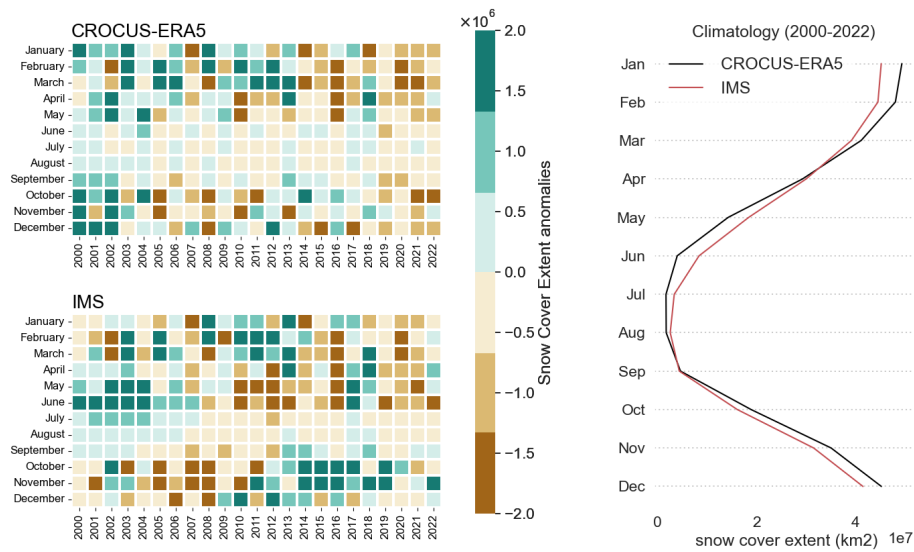 CROCUS-ERA5
January
February
March
April
May
June
July
August
September
October
November
December
2000 2001 2002 2003 2004 2005 2006 2007 2008 2009 2010 2011 2012 2013 2014 2015 2016 2017 2018 2019 2020 2021 2022
IMS
January
February
March
April
May
June
July
August
September
October
November
December
2000 2001 2002 2003 2004 2005 2006 2007 2008 2009 2010 2011 2012 2013 2014 2015 2016 2017 2018 2019 2020 2021 2022
×10⁶
2.0
1.5
1.0
0.5
0.0
−0.5
−1.0
−1.5
−2.0
Snow Cover Extent anomalies
Climatology (2000-2022)
CROCUS-ERA5
IMS
Jan
Feb
Mar
Apr
May
Jun
Jul
Aug
Sep
Oct
Nov
Dec
0 2 4
1e7
snow cover extent (km2)